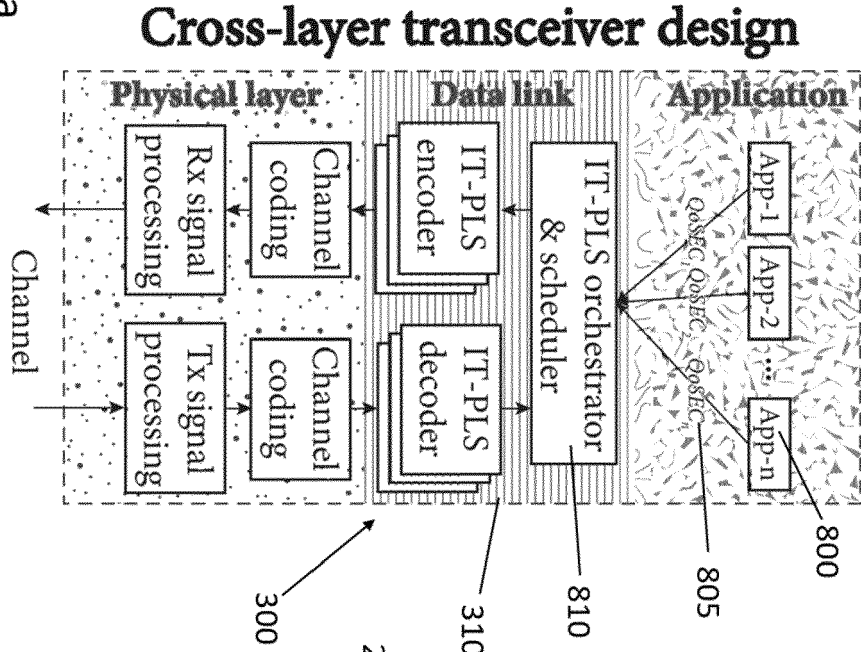 Cross-layer transceiver design
Physical layer
Data link
Application
App-1
App-2
...
App-n
QoSEC
QoSEC
QoSEC
IT-PLS orchestrator
& scheduler
IT-PLS
encoder
IT-PLS
decoder
Channel
coding
Channel
coding
Rx signal
processing
Tx signal
processing
Channel
800
805
810
310
300